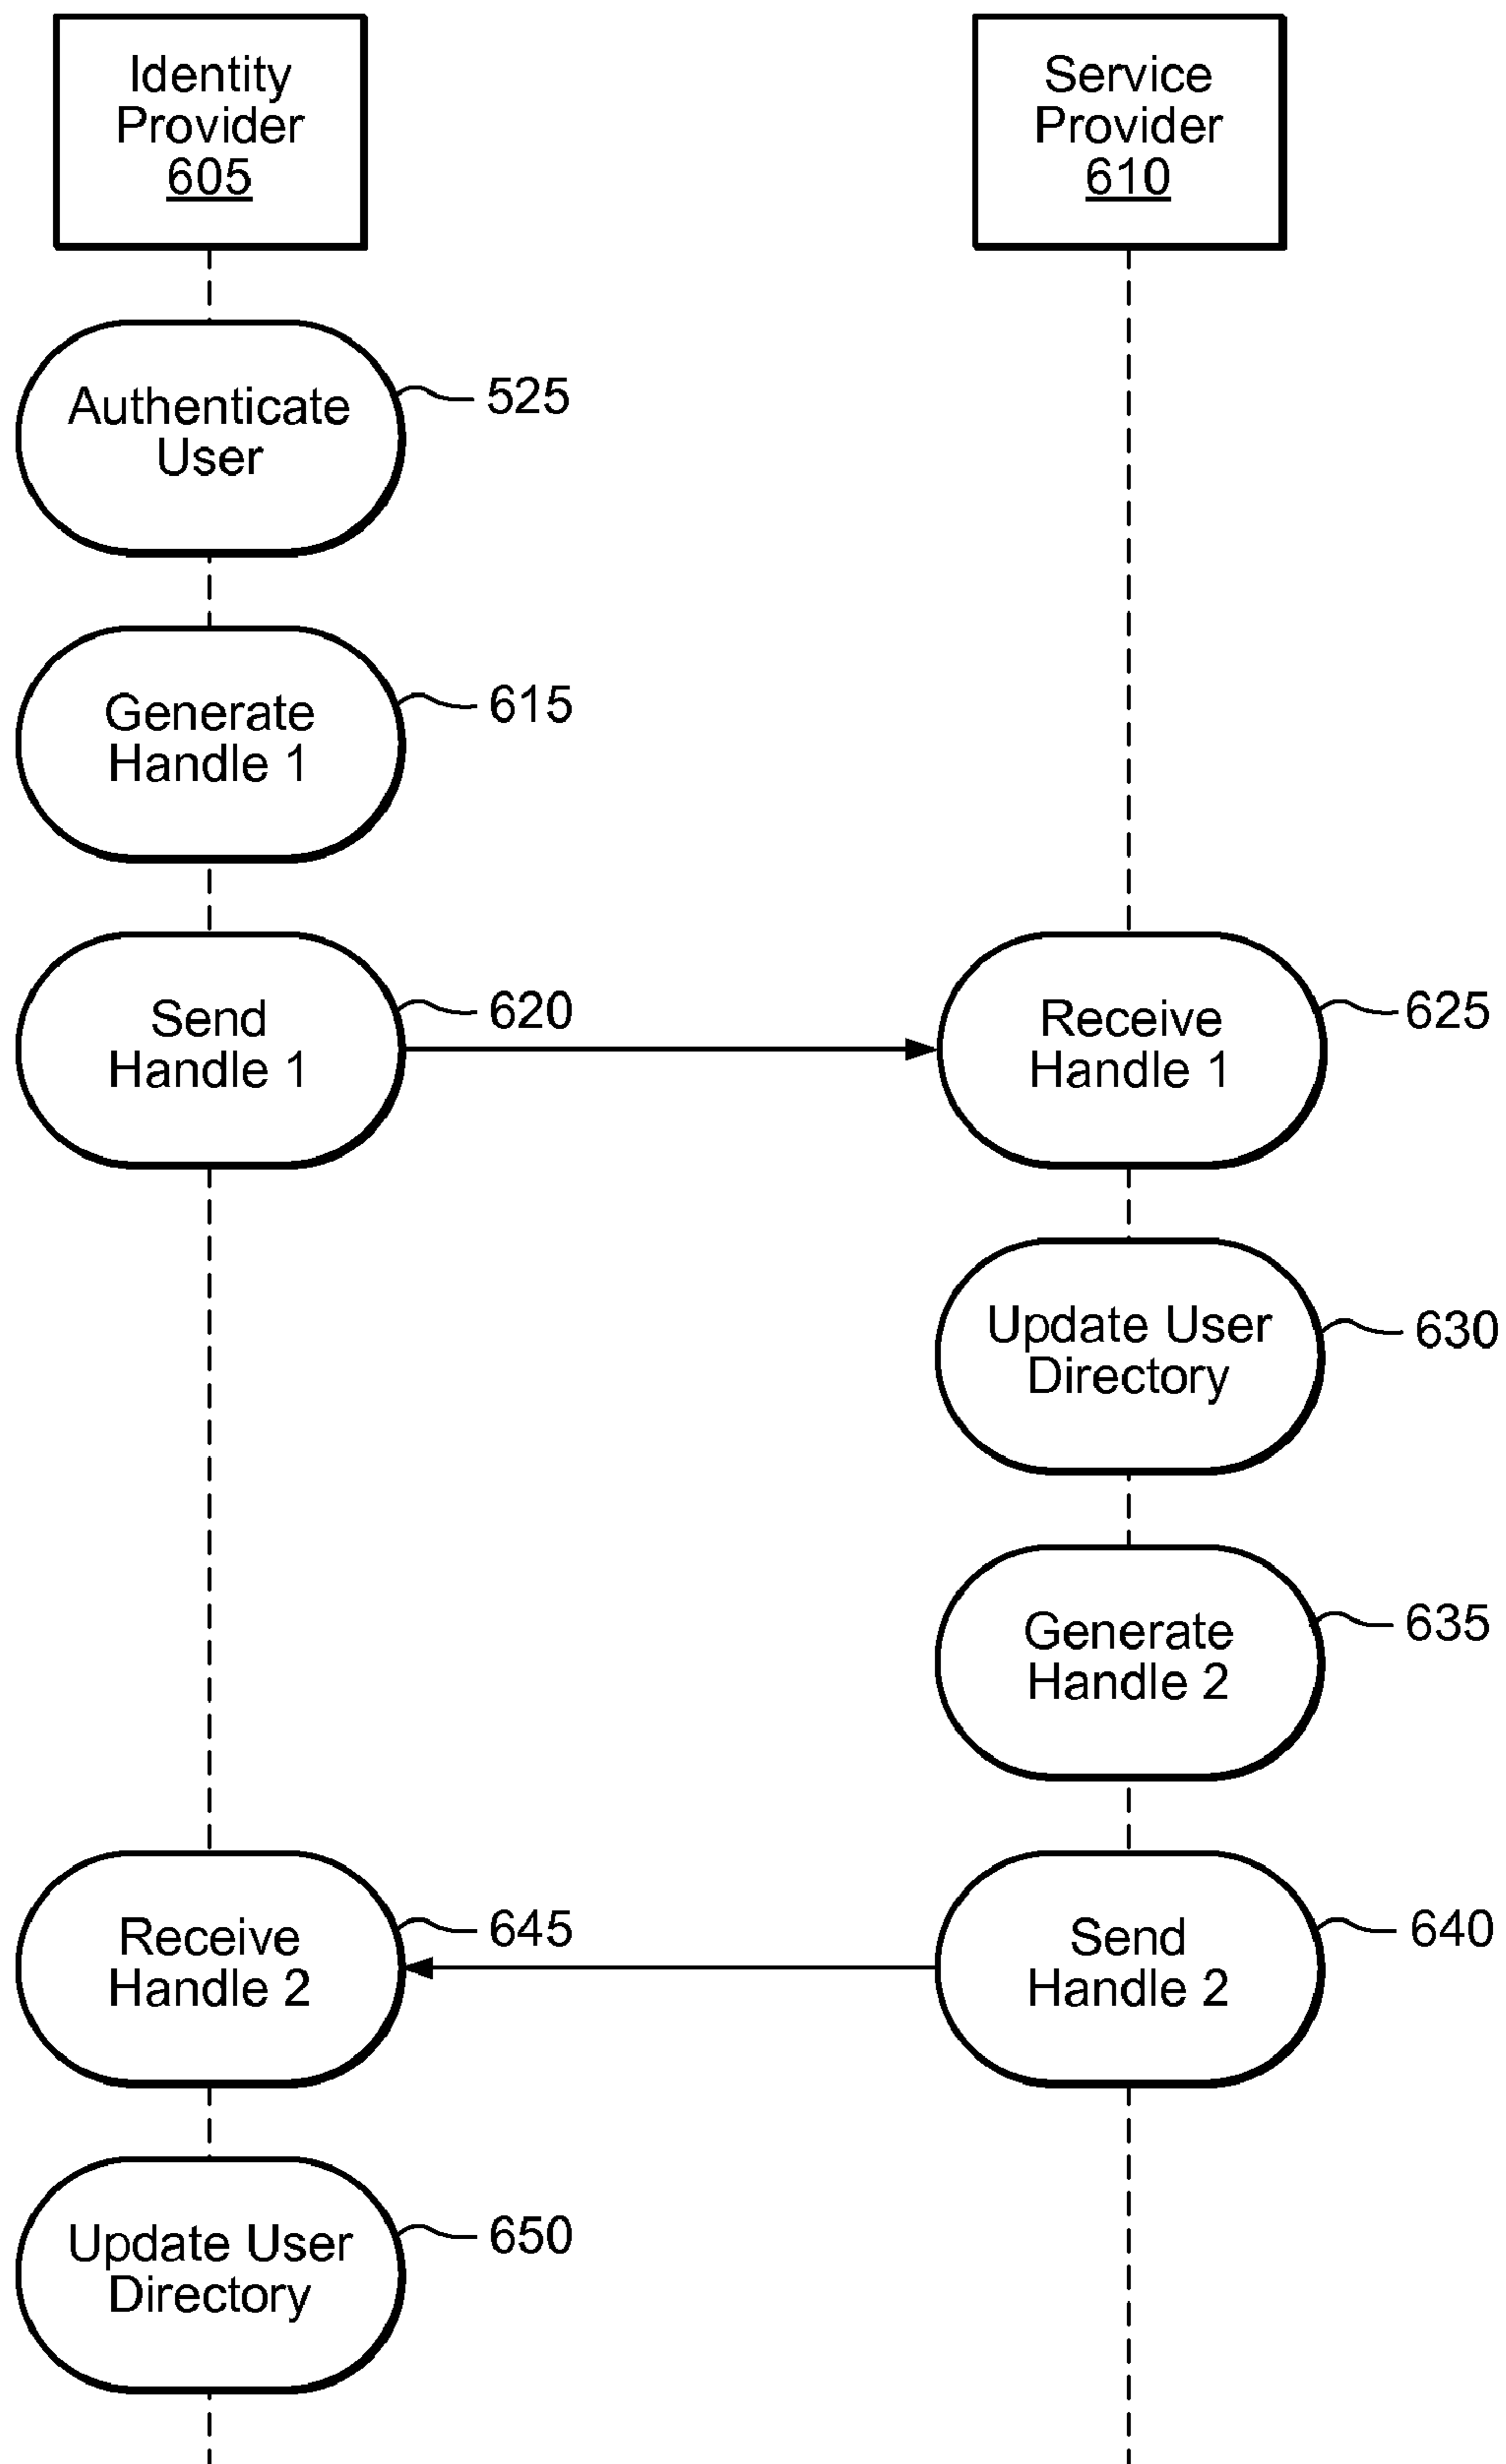 Identity
Provider
605
Service
Provider
610
Authenticate
User
525
Generate
Handle 1
615
Send
Handle 1
620
Receive
Handle 1
625
Update User
Directory
630
Generate
Handle 2
635
Receive
Handle 2
645
Send
Handle 2
640
Update User
Directory
650